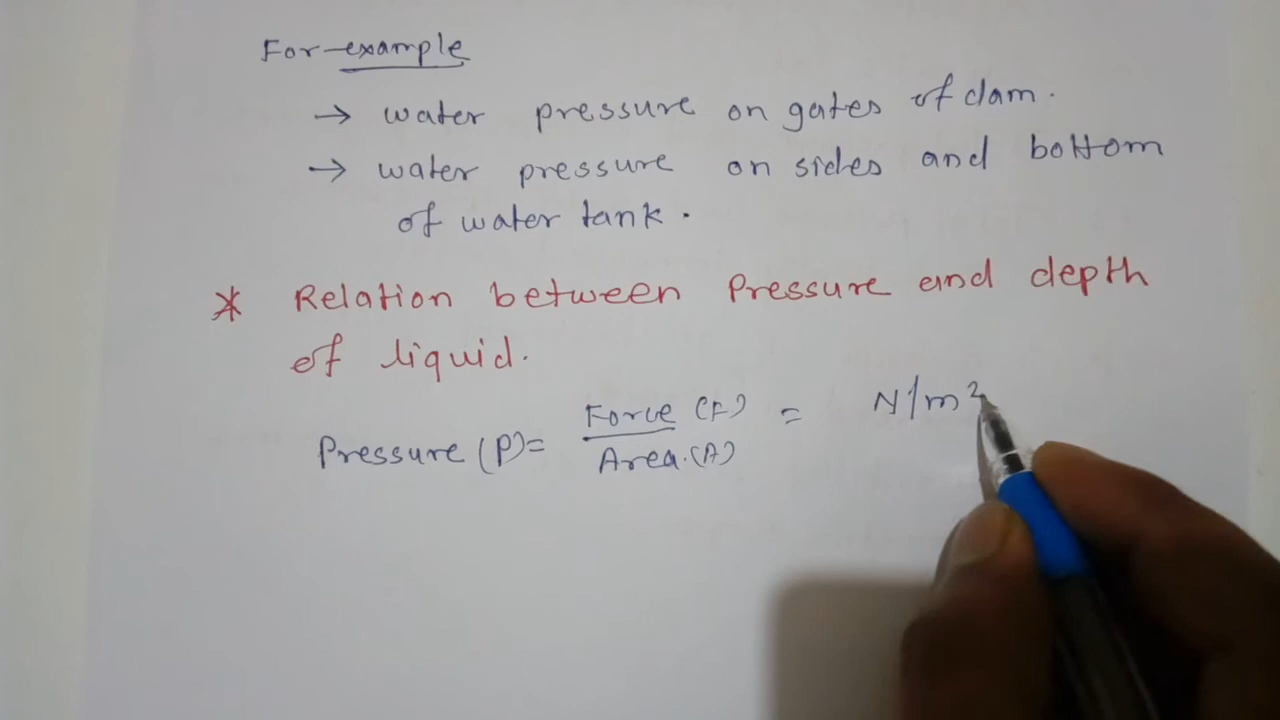 For-example
→ water pressure on gates of dam.
→ water pressure on sides and bottom
of water tank.
* Relation between Pressure and depth
of liquid.
Pressure (P) = Force (F) / Area. (A) = N/m²